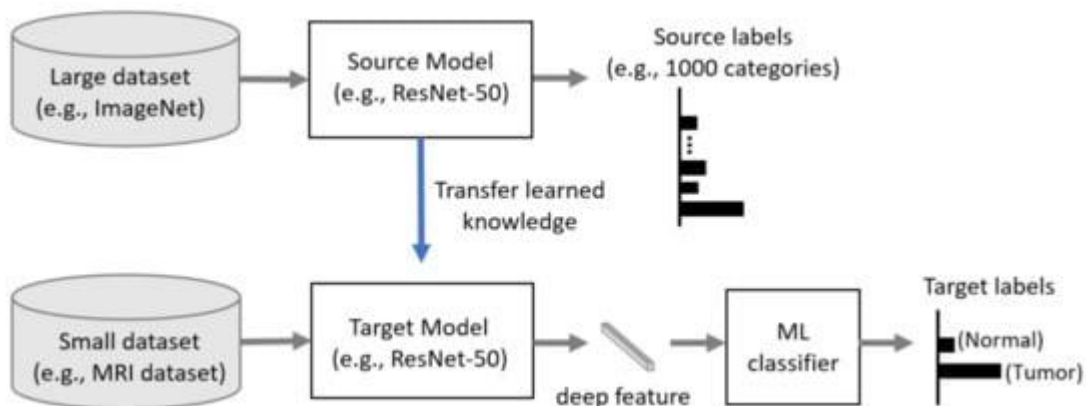 Large dataset
(e.g., ImageNet)
Source Model
(e.g., ResNet-50)
Source labels
(e.g., 1000 categories)
Transfer learned
knowledge
Small dataset
(e.g., MRI dataset)
Target Model
(e.g., ResNet-50)
deep feature
ML
classifier
Target labels
(Normal)
(Tumor)